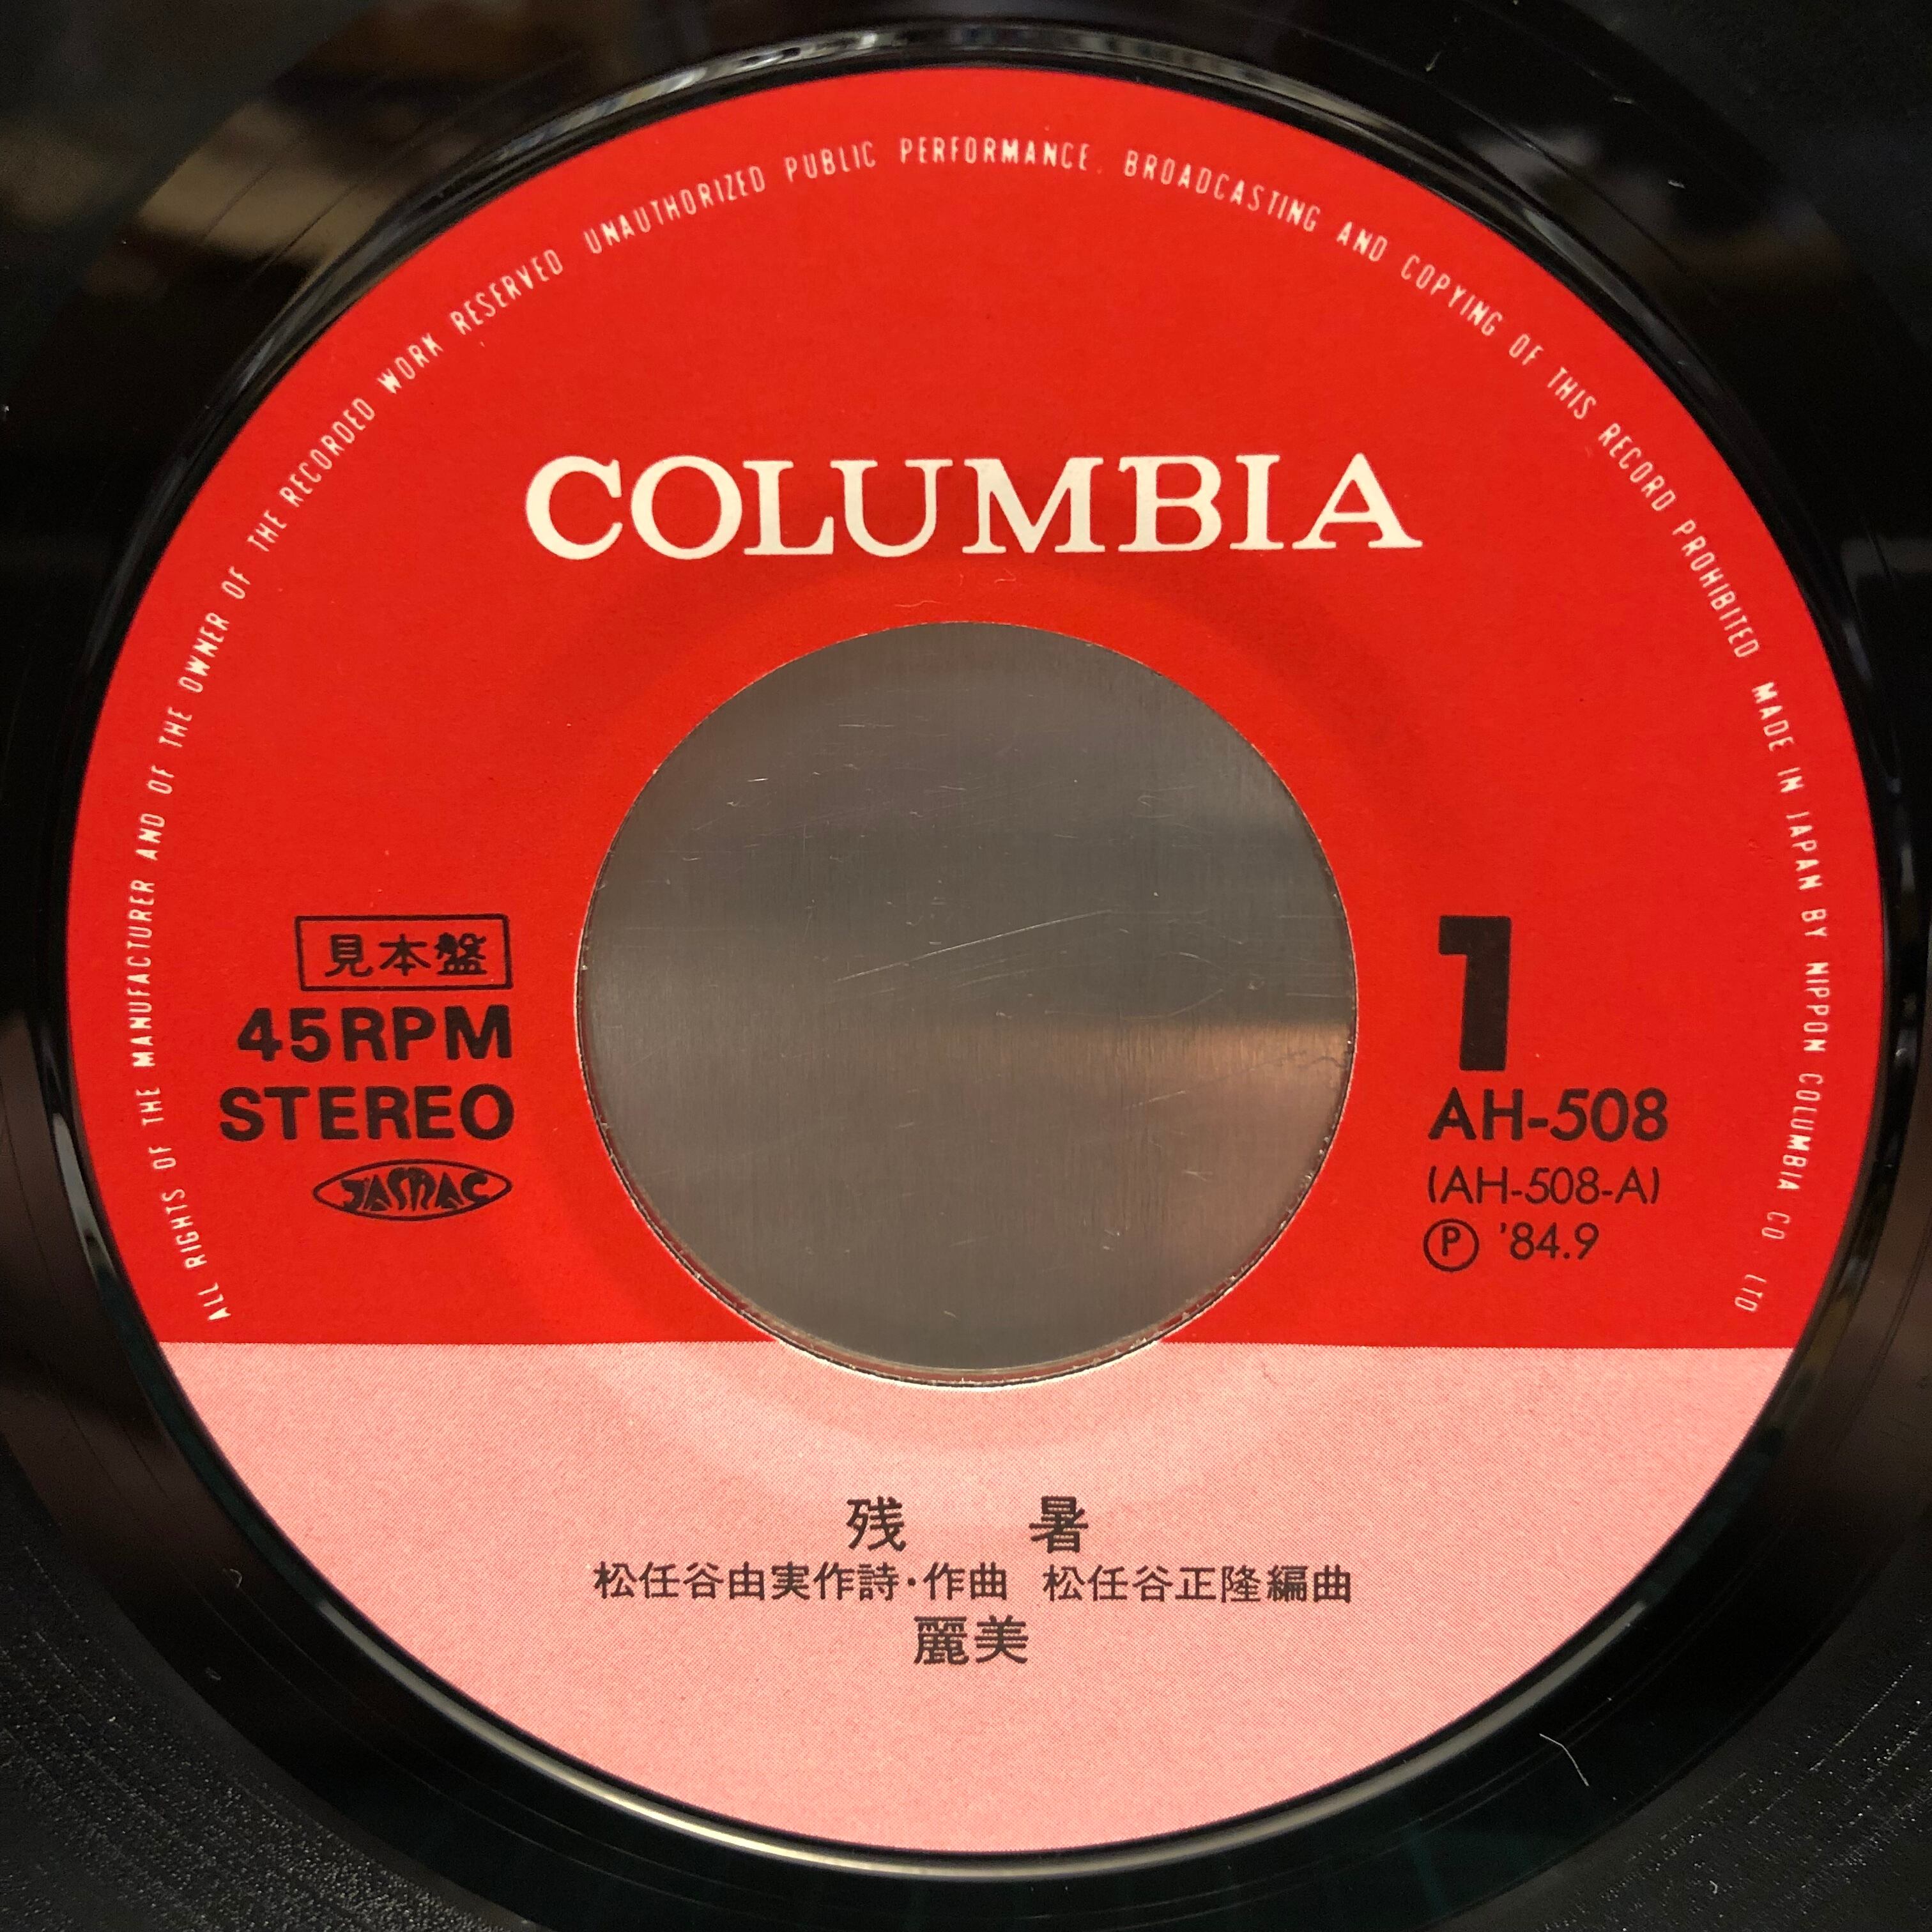 ALL RIGHTS OF THE MANUFACTURER AND OF THE OWNER OF THE RECORDED WORK RESERVED UNAUTHORIZED PUBLIC PERFORMANCE. BROADCASTING AND COPYING OF THIS RECORD PROHIBITED MADE IN JAPAN BY NIPPON COLUMBIA CO LTD
COLUMBIA
見本盤
45RPM
STEREO
JASRAC
1
AH-508
(AH-508-A)
Ⓟ '84.9
残 暑
松任谷由実作詩・作曲 松任谷正隆編曲
麗美